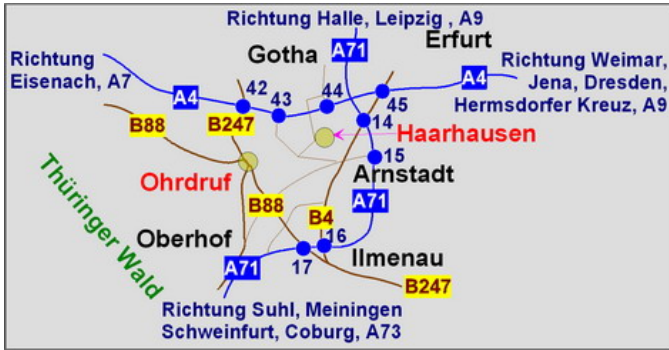 Richtung Halle, Leipzig , A9
Richtung
Eisenach, A7
Gotha
A71
Erfurt
Richtung Weimar,
Jena, Dresden,
Hermsdorfer Kreuz, A9
A4
42
44
45
A4
43
B88
B247
14
Haarhausen
15
Ohrdruf
Arnstadt
Thüringer Wald
B88
A71
B4
Oberhof
16
17
Ilmenau
A71
B247
Richtung Suhl, Meiningen
Schweinfurt, Coburg, A73